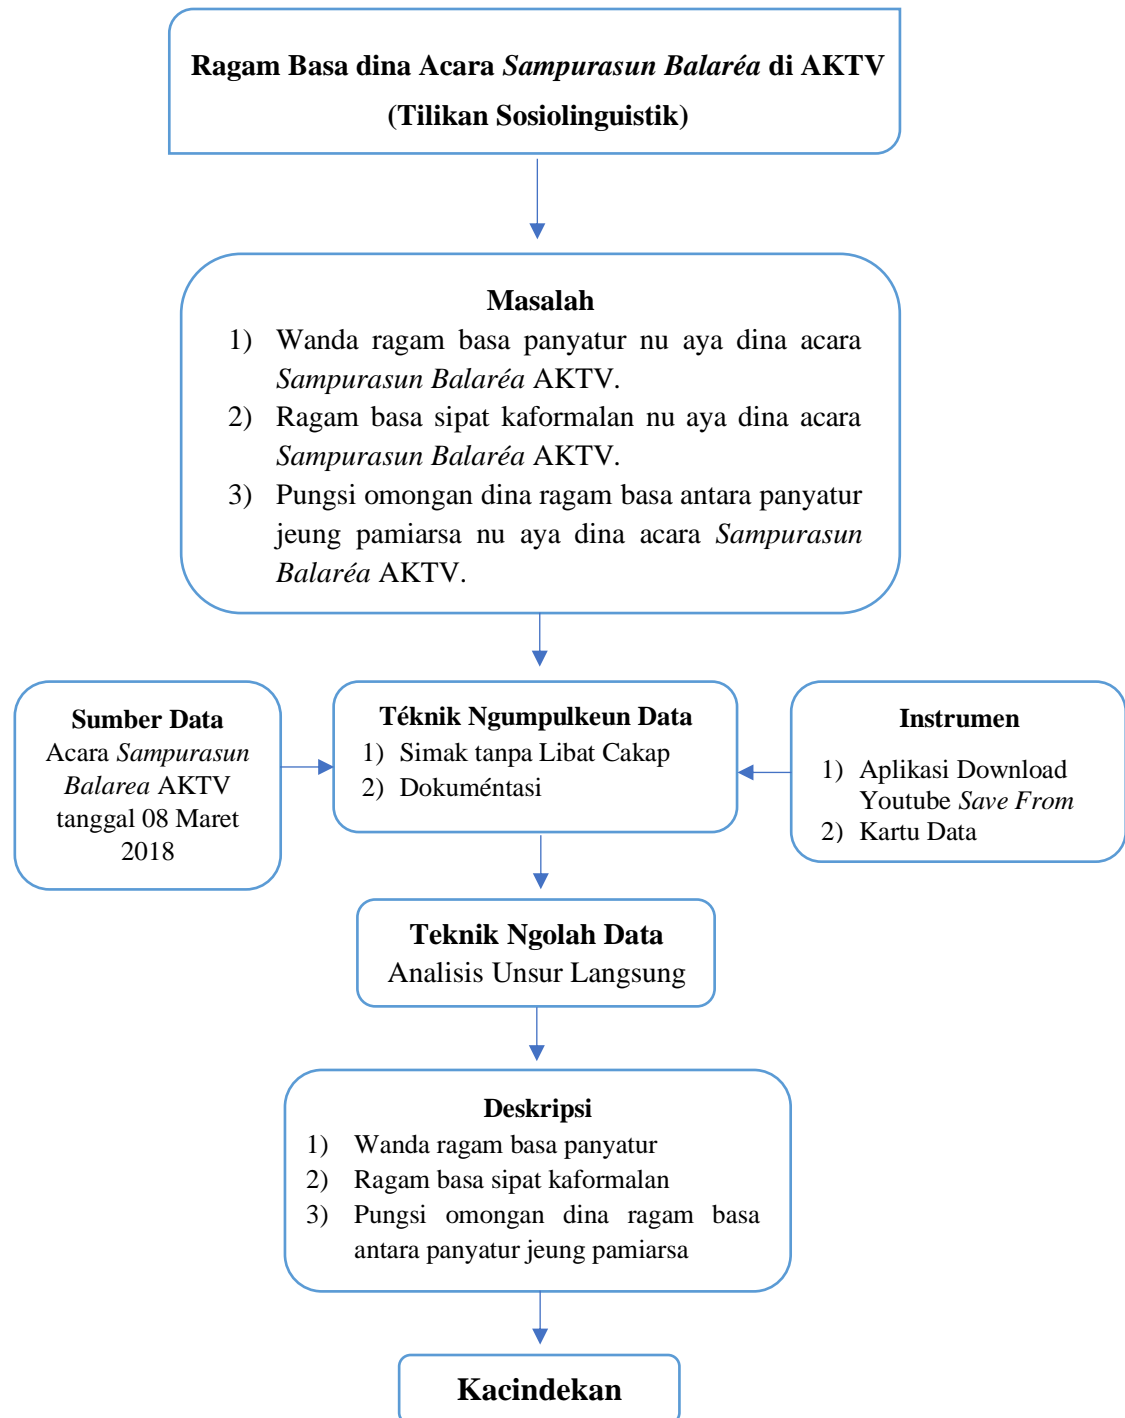 Ragam Basa dina Acara Sampurasun Balaréa di AKTV
(Tilikan Sosiolinguistik)
Masalah
1) Wanda ragam basa panyatur nu aya dina acara
Sampurasun Balaréa AKTV.
2) Ragam basa sipat kaformalan nu aya dina acara
Sampurasun Balaréa AKTV.
3) Pungsi omongan dina ragam basa antara panyatur
jeung pamiarsa nu aya dina acara Sampurasun
Balaréa AKTV.
Sumber Data
Acara Sampurasun
Balarea AKTV
tanggal 08 Maret
2018
Téknik Ngumpulkeun Data
1) Simak tanpa Libat Cakap
2) Dokuméntasi
Instrumen
1) Aplikasi Download
Youtube Save From
2) Kartu Data
Teknik Ngolah Data
Analisis Unsur Langsung
Deskripsi
1) Wanda ragam basa panyatur
2) Ragam basa sipat kaformalan
3) Pungsi omongan dina ragam basa
antara panyatur jeung pamiarsa
Kacindekan